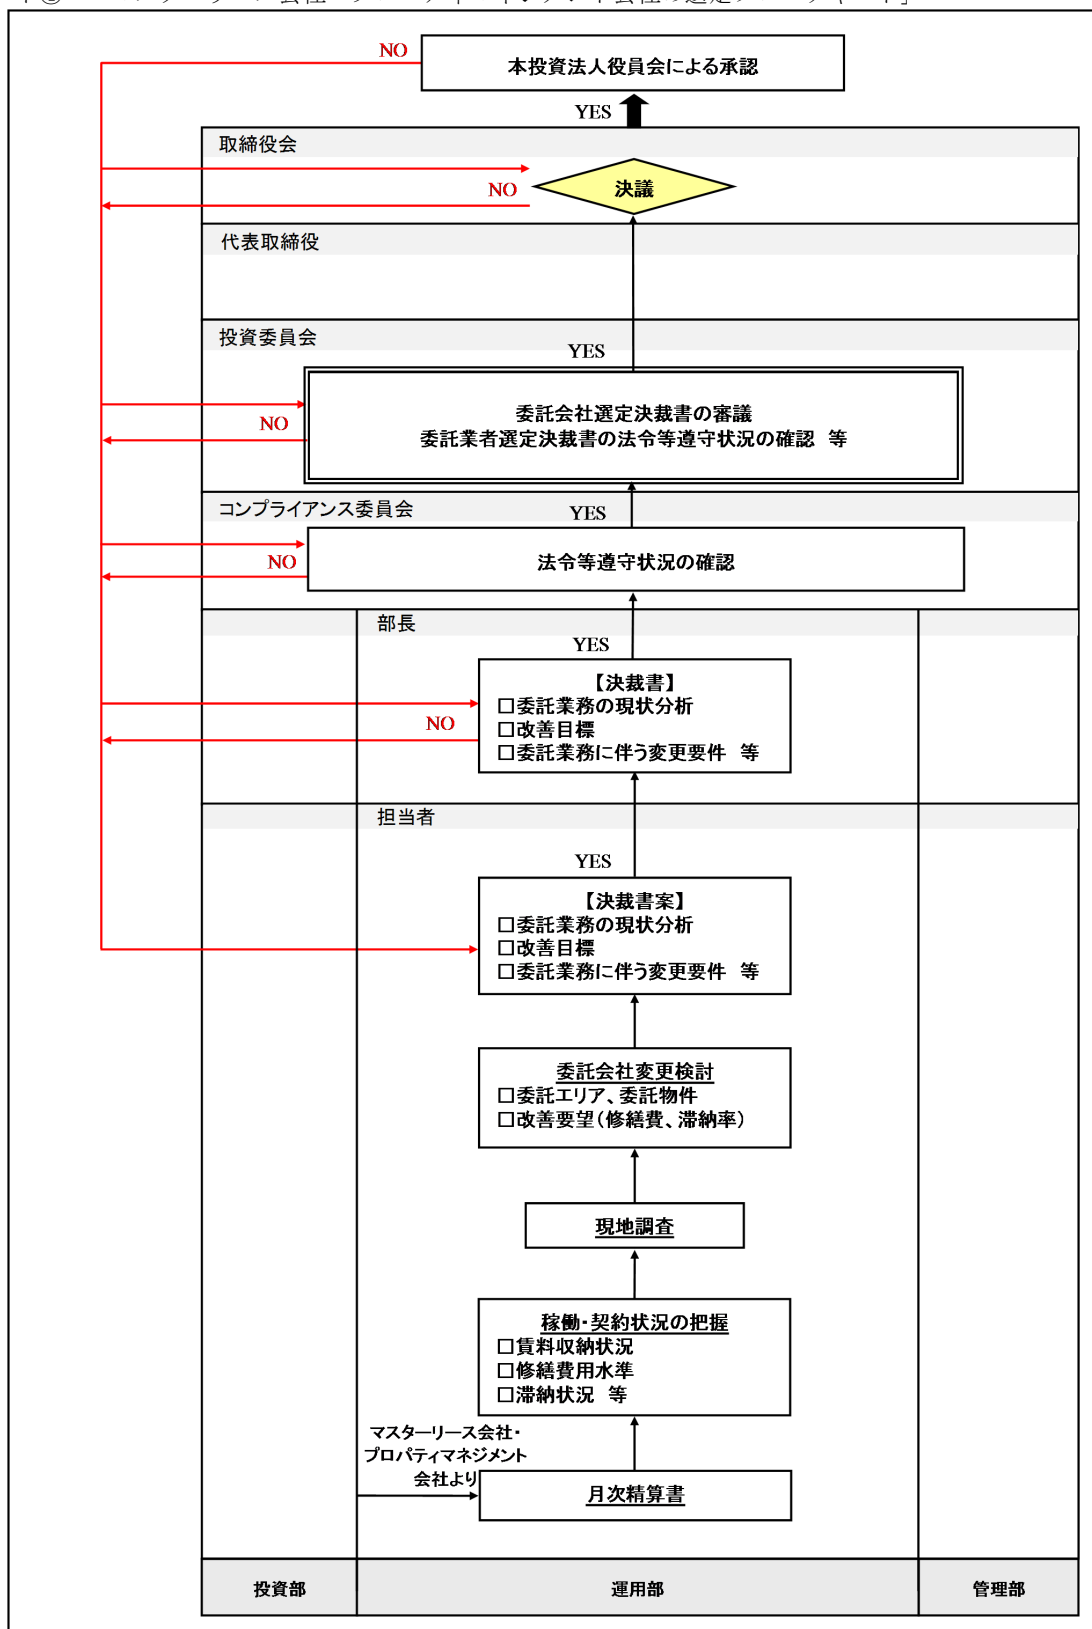 NO
本投資法人役員会による承認
YES
取締役会
決議
NO
代表取締役
投資委員会
YES
委託会社選定決裁書の審議
委託業者選定決裁書の法令等遵守状況の確認 等
NO
コンプライアンス委員会
YES
法令等遵守状況の確認
NO
部長
YES
【決裁書】
□委託業務の現状分析
□改善目標
□委託業務に伴う変更要件 等
NO
担当者
YES
【決裁書案】
□委託業務の現状分析
□改善目標
□委託業務に伴う変更要件 等
委託会社変更検討
□委託エリア、委託物件
□改善要望(修繕費、滞納率)
現地調査
稼働・契約状況の把握
□賃料収納状況
□修繕費用水準
□滞納状況 等
マスターリース会社・
プロパティマネジメント
会社より
月次精算書
投資部 運用部 管理部